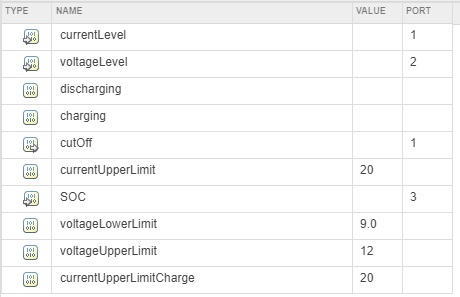 TYPE NAME VALUE PORT
currentLevel 1
voltageLevel 2
discharging
charging
cutOff 1
currentUpperLimit 20
SOC 3
voltageLowerLimit 9.0
voltageUpperLimit 12
currentUpperLimitCharge 20